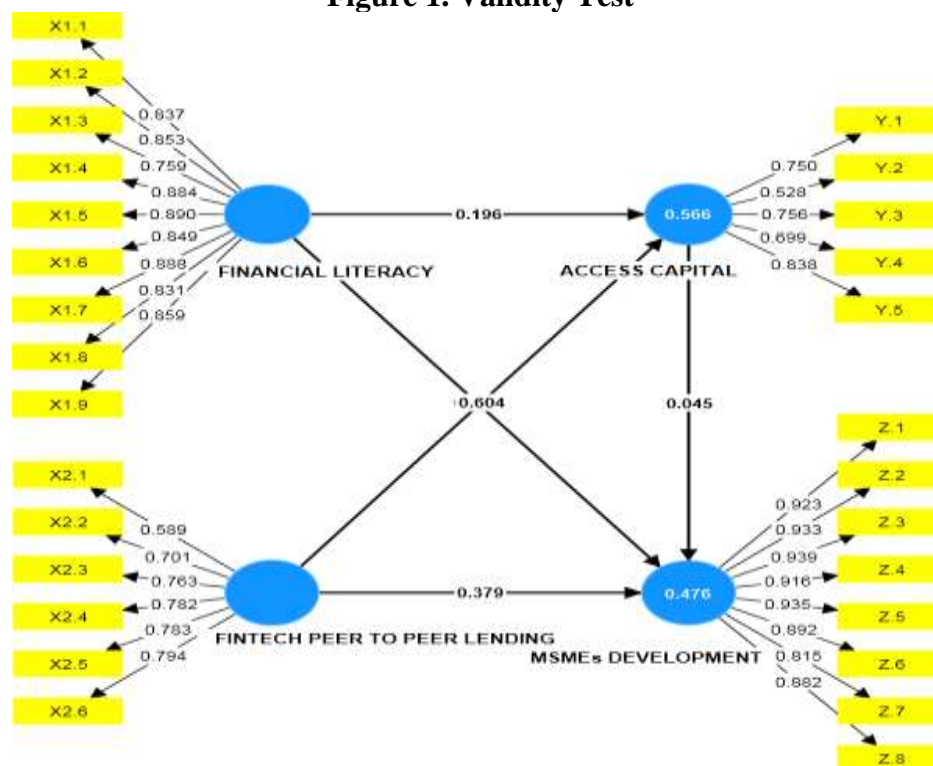 Figure 1. Validity Test
X1.1
X1.2
X1.3
X1.4
X1.5
X1.6
X1.7
X1.8
X1.9
0.837
0.853
0.759
0.884
0.890
0.849
0.888
0.831
0.859
FINANCIAL LITERACY
0.196
0.566
ACCESS CAPITAL
0.750
0.528
0.756
0.699
0.838
Y.1
Y.2
Y.3
Y.4
Y.5
0.604
0.045
X2.1
X2.2
X2.3
X2.4
X2.5
X2.6
0.589
0.701
0.763
0.782
0.783
0.794
FINTECH PEER TO PEER LENDING
0.379
0.476
MSMEs DEVELOPMENT
0.923
0.933
0.939
0.916
0.935
0.892
0.815
0.882
Z.1
Z.2
Z.3
Z.4
Z.5
Z.6
Z.7
Z.8